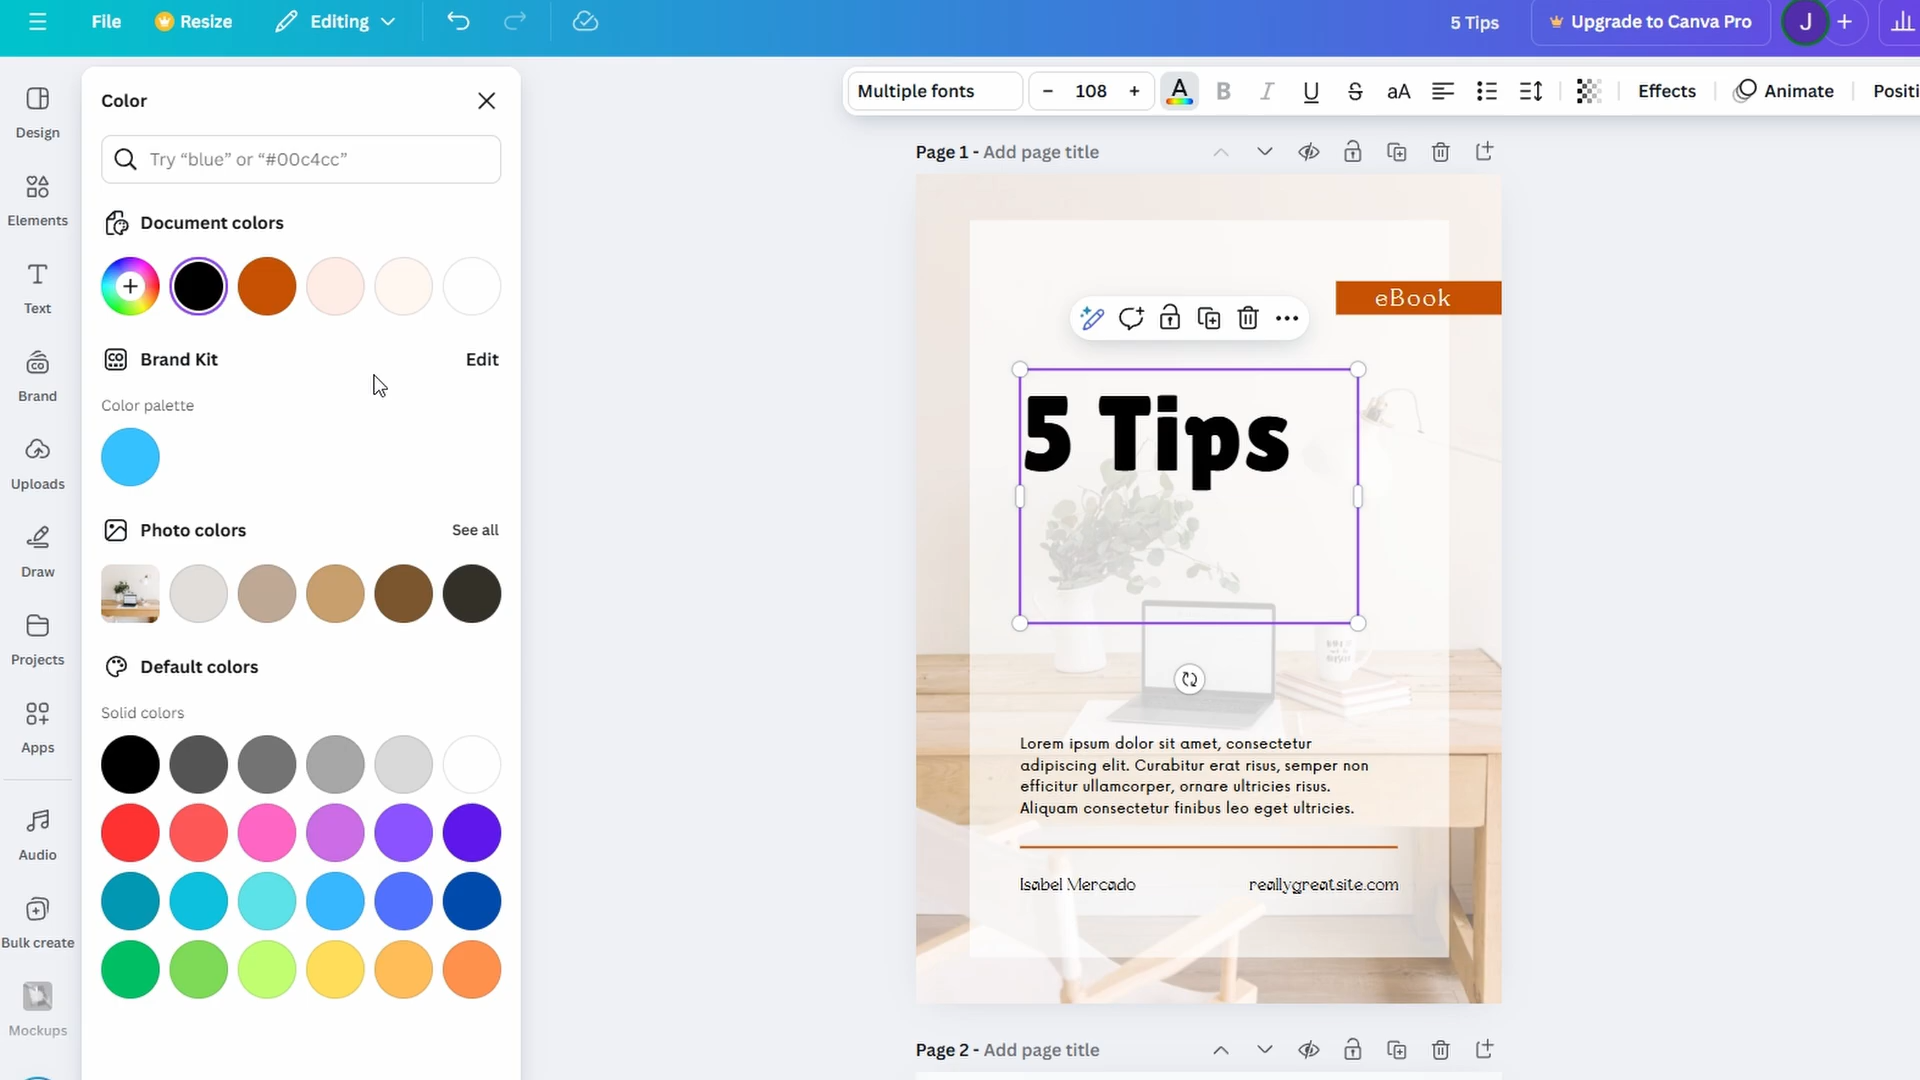 File
Resize
Editing
5 Tips
Upgrade to Canva Pro
J
Design
Elements
Text
Brand
Uploads
Draw
Projects
Apps
Audio
Bulk create
Mockups
Color
Try “blue” or “#00c4cc”
Document colors
Brand Kit
Edit
Color palette
Photo colors
See all
Default colors
Solid colors
Multiple fonts
- 108 +
A B I U S aA
Effects
Animate
Positi
Page 1 - Add page title
eBook
5 Tips
Lorem ipsum dolor sit amet, consectetur
adipiscing elit. Curabitur erat risus, semper non
efficitur ullamcorper, ornare ultricies risus.
Aliquam consectetur finibus leo eget ultricies.
Isabel Mercado
reallygreatsite.com
Page 2 - Add page title